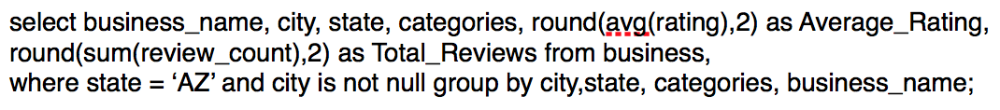 select business_name, city, state, categories, round(avg(rating),2) as Average_Rating,
round(sum(review_count),2) as Total_Reviews from business,
where state = ‘AZ’ and city is not null group by city,state, categories, business_name;